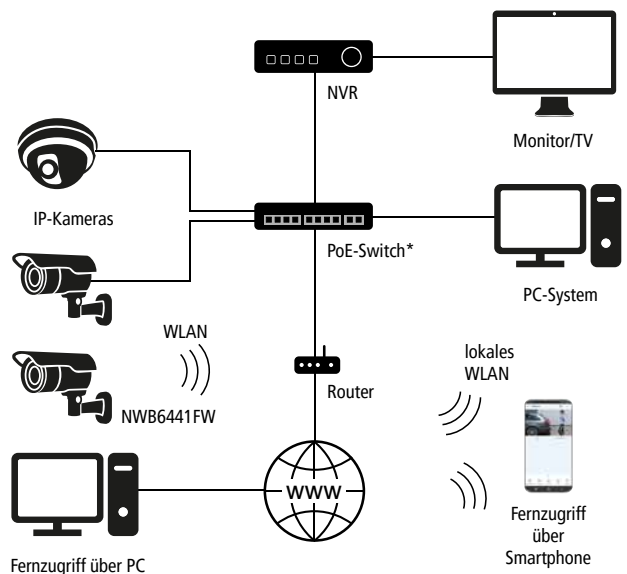 NVR
Monitor/TV
IP-Kameras
PoE-Switch*
PC-System
WLAN
lokales
WLAN
Router
NWB6441FW
www
Fernzugriff
über
Smartphone
Fernzugriff über PC